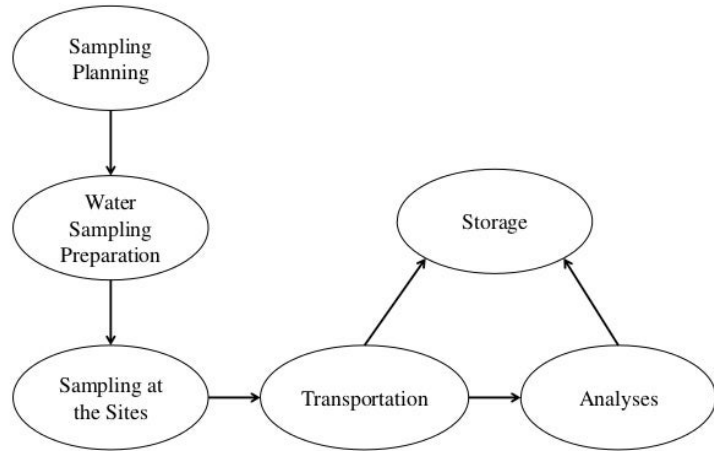 Sampling
Planning
Water
Sampling
Preparation
Storage
Sampling at
the Sites
Transportation
Analyses